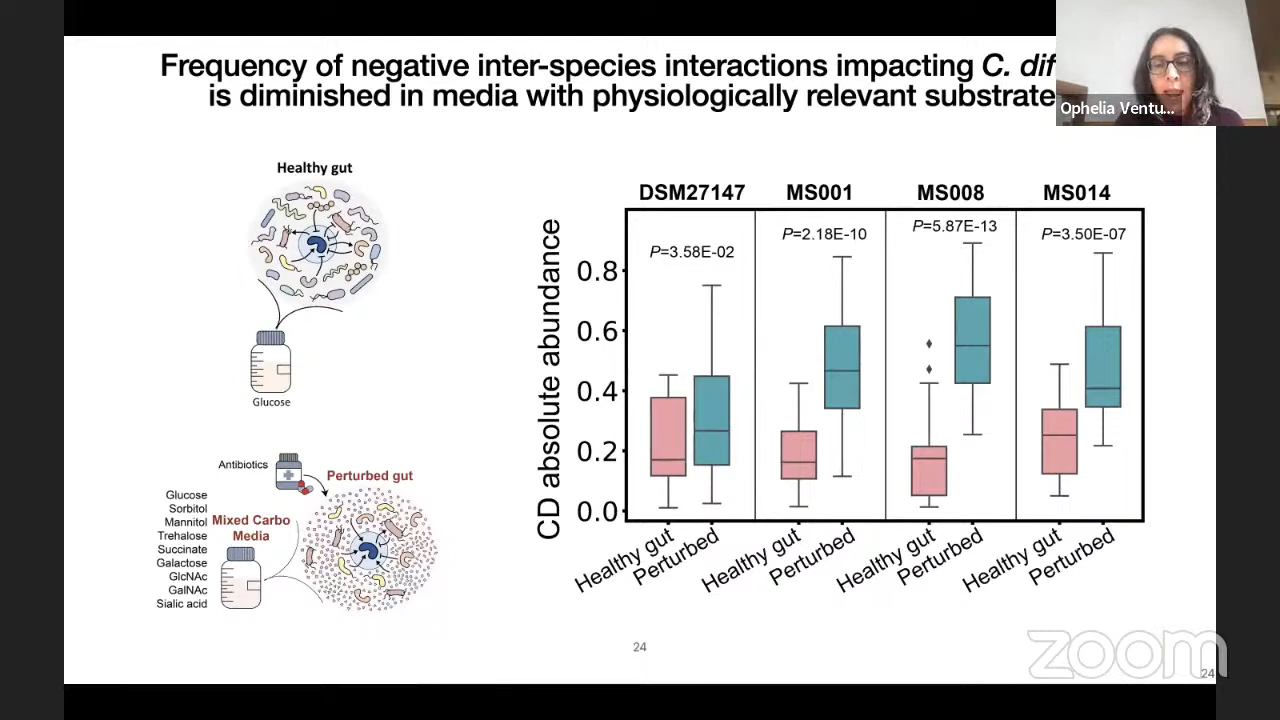 Frequency of negative inter-species interactions impacting C. dif
is diminished in media with physiologically relevant substrate
Ophelia Ventu...
Healthy gut
Glucose
Antibiotics
Perturbed gut
Glucose
Sorbitol
Mannitol
Trehalose
Succinate
Galactose
GlcNAc
GalNAc
Sialic acid
Mixed Carbo
Media
DSM27147
MS001
MS008
MS014
P=3.58E-02
P=2.18E-10
P=5.87E-13
P=3.50E-07
CD absolute abundance
0.8
0.6
0.4
0.2
0.0
Healthy gut
Perturbed
Healthy gut
Perturbed
Healthy gut
Perturbed
Healthy gut
Perturbed
24
zoom
24